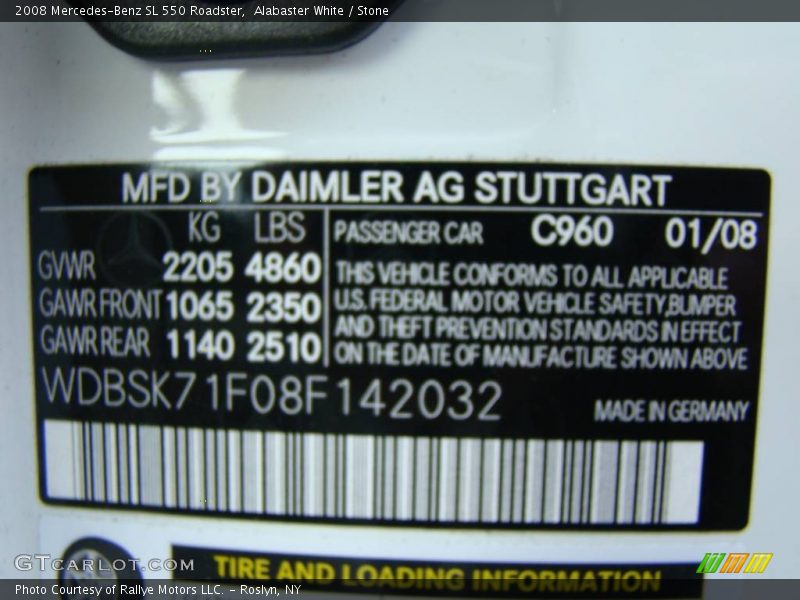 2008 Mercedes-Benz SL 550 Roadster,  Alabaster White / Stone
MFD BY DAIMLER AG STUTTGART
KG LBS
GVWR 2205 4860
GAWR FRONT 1065 2350
GAWR REAR 1140 2510
PASSENGER CAR C960 01/08
THIS VEHICLE CONFORMS TO ALL APPLICABLE
U.S. FEDERAL MOTOR VEHICLE SAFETY,BUMPER
AND THEFT PREVENTION STANDARDS IN EFFECT
ON THE DATE OF MANUFACTURE SHOWN ABOVE
WDBSK71F08F142032
MADE IN GERMANY
TIRE AND LOADING INFORMATION
GTCARLOT.COM
Photo Courtesy of Rallye Motors LLC. - Roslyn, NY